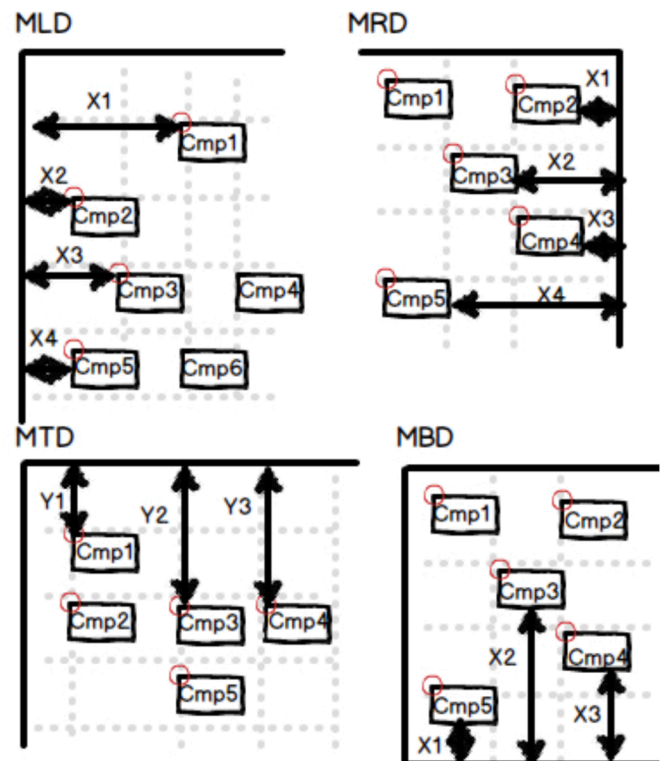 MLD
X1
Cmp1
X2
Cmp2
X3
Cmp3
Cmp4
X4
Cmp5
Cmp6
MRD
X1
Cmp1
Cmp2
X2
Cmp3
X3
Cmp4
Cmp5
X4
MTD
Y1
Y2
Y3
Cmp1
Cmp2
Cmp3
Cmp4
Cmp5
MBD
Cmp1
Cmp2
Cmp3
X2
Cmp4
Cmp5
X3
X1